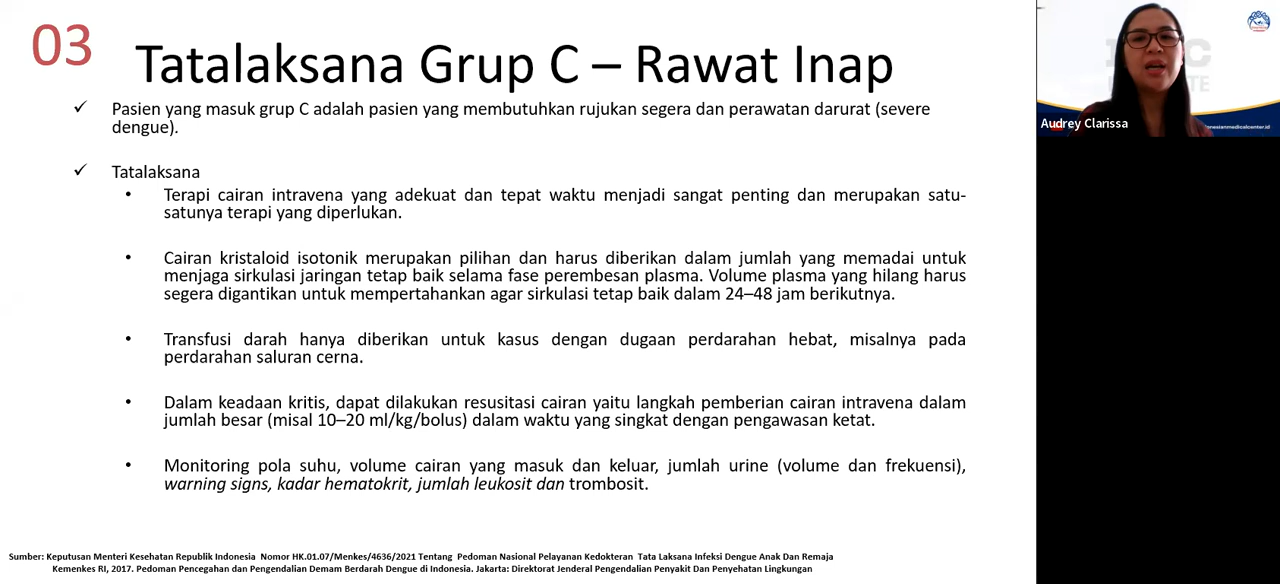 03
Tatalaksana Grup C – Rawat Inap
✓ Pasien yang masuk grup C adalah pasien yang membutuhkan rujukan segera dan perawatan darurat (severe
dengue).
✓ Tatalaksana
• Terapi cairan intravena yang adekuat dan tepat waktu menjadi sangat penting dan merupakan satu-
satunya terapi yang diperlukan.
• Cairan kristaloid isotonik merupakan pilihan dan harus diberikan dalam jumlah yang memadai untuk
menjaga sirkulasi jaringan tetap baik selama fase perembesan plasma. Volume plasma yang hilang harus
segera digantikan untuk mempertahankan agar sirkulasi tetap baik dalam 24–48 jam berikutnya.
• Transfusi darah hanya diberikan untuk kasus dengan dugaan perdarahan hebat, misalnya pada
perdarahan saluran cerna.
• Dalam keadaan kritis, dapat dilakukan resusitasi cairan yaitu langkah pemberian cairan intravena dalam
jumlah besar (misal 10–20 ml/kg/bolus) dalam waktu yang singkat dengan pengawasan ketat.
• Monitoring pola suhu, volume cairan yang masuk dan keluar, jumlah urine (volume dan frekuensi),
warning signs, kadar hematokrit, jumlah leukosit dan trombosit.
Sumber: Keputusan Menteri Kesehatan Republik Indonesia Nomor HK.01.07/Menkes/4636/2021 Tentang Pedoman Nasional Pelayanan Kedokteran Tata Laksana Infeksi Dengue Anak Dan Remaja
Kemenkes RI, 2017. Pedoman Pencegahan dan Pengendalian Demam Berdarah Dengue di Indonesia. Jakarta: Direktorat Jenderal Pengendalian Penyakit Dan Penyehatan Lingkungan
Audrey Clarissa